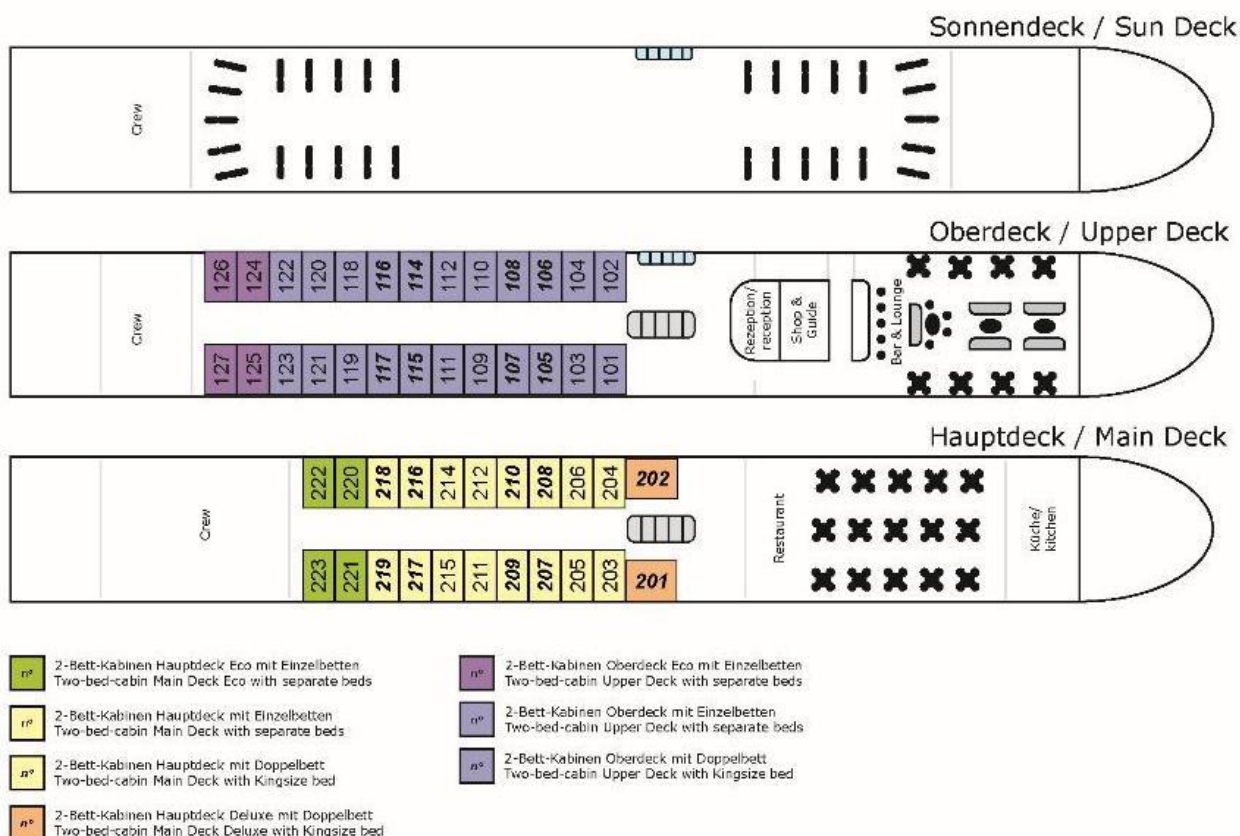 Sonnendeck / Sun Deck
Crew
Oberdeck / Upper Deck
126 124 122 120 118 116 114 112 110 108 106 104 102
Crew
Rezeption/
reception
Shop &
Guide
Bar & Lounge
127 125 123 121 119 117 115 111 109 107 105 103 101
Hauptdeck / Main Deck
222 220 218 216 214 212 210 208 206 204 202
Crew
Restaurant
Küche/
kitchen
223 221 219 217 215 211 209 207 205 203 201
nº
2-Bett-Kabinen Hauptdeck Eco mit Einzelbetten
Two-bed-cabin Main Deck Eco with separate beds
nº
2-Bett-Kabinen Hauptdeck mit Einzelbetten
Two-bed-cabin Main Deck with separate beds
nº
2-Bett-Kabinen Hauptdeck mit Doppelbett
Two-bed-cabin Main Deck with Kingsize bed
nº
2-Bett-Kabinen Hauptdeck Deluxe mit Doppelbett
Two-bed-cabin Main Deck Deluxe with Kingsize bed
nº
2-Bett-Kabinen Oberdeck Eco mit Einzelbetten
Two-bed-cabin Upper Deck with separate beds
nº
2-Bett-Kabinen Oberdeck mit Einzelbetten
Two-bed-cabin Upper Deck with separate beds
nº
2-Bett-Kabinen Oberdeck mit Doppelbett
Two-bed-cabin Upper Deck with Kingsize bed